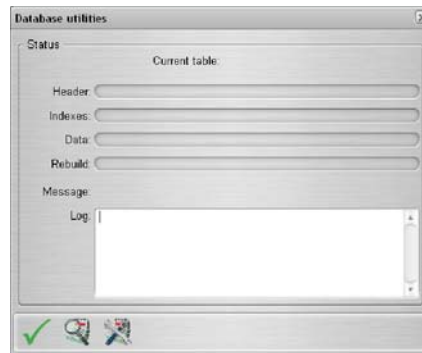 Database utilities
Status
Current table:
Header:
Indexes:
Data:
Rebuild:
Message:
Log: